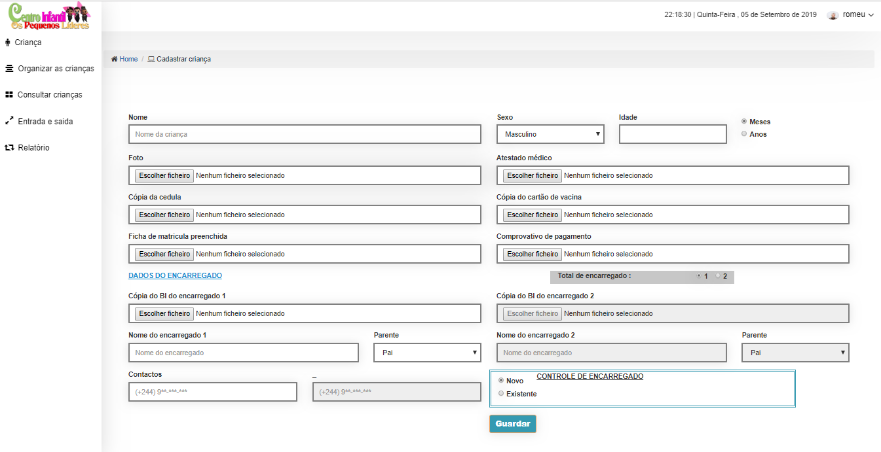 Centro Infantil
Os Pequenos Líderes
22:18:30 | Quinta-Feira , 05 de Setembro de 2019
romeu
Criança
Organizar as crianças
Consultar crianças
Entrada e saida
Relatório
Home / Cadastrar criança
Nome
Sexo
Idade
Nome da criança
Masculino
Meses
Anos
Foto
Atestado médico
Escolher ficheiro Nenhum ficheiro selecionado
Escolher ficheiro Nenhum ficheiro selecionado
Cópia da cedula
Cópia do cartão de vacina
Escolher ficheiro Nenhum ficheiro selecionado
Escolher ficheiro Nenhum ficheiro selecionado
Ficha de matricula preenchida
Comprovativo de pagamento
Escolher ficheiro Nenhum ficheiro selecionado
Escolher ficheiro Nenhum ficheiro selecionado
DADOS DO ENCARREGADO
Total de encarregado : 1 2
Cópia do BI do encarregado 1
Cópia do BI do encarregado 2
Escolher ficheiro Nenhum ficheiro selecionado
Escolher ficheiro Nenhum ficheiro selecionado
Nome do encarregado 1
Parente
Nome do encarregado 2
Parente
Nome do encarregado
Pai
Nome do encarregado
Pai
Contactos
_
(+244) 9**-***-***
(+244) 9**-***-***
Novo
CONTROLE DE ENCARREGADO
Existente
Guardar